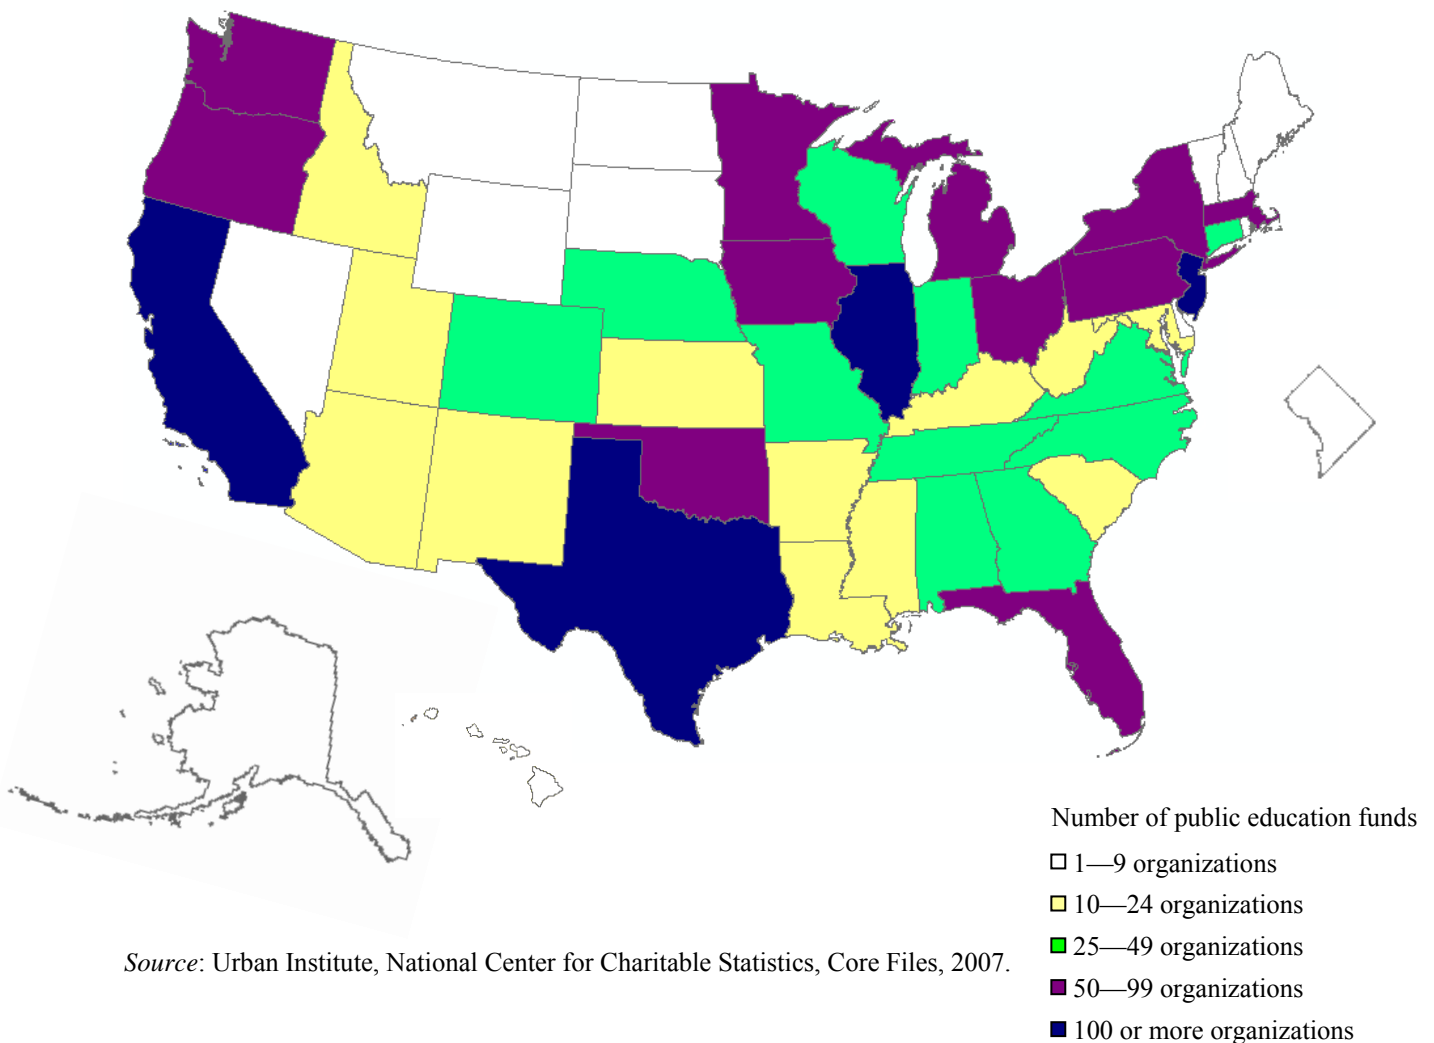 Number of public education funds
1—9 organizations
10—24 organizations
25—49 organizations
50—99 organizations
100 or more organizations
Source: Urban Institute, National Center for Charitable Statistics, Core Files, 2007.